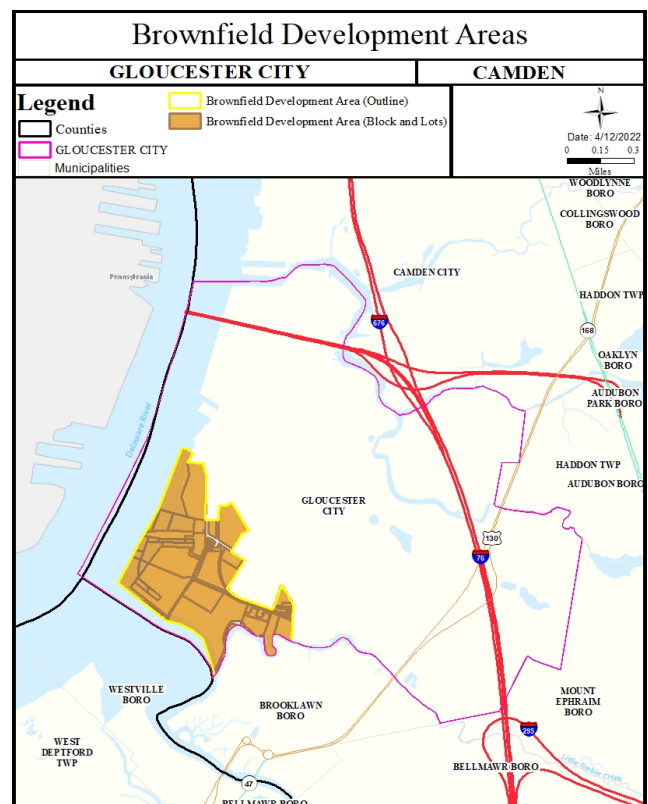 Brownfield Development Areas
GLOUCESTER CITY
CAMDEN
Legend
Counties
GLOUCESTER CITY
Municipalities
Brownfield Development Area (Outline)
Brownfield Development Area (Block and Lots)
N
Date: 4/12/2022
0 0.15 0.3
Miles
WOODLYNNE
BORO
COLLINGSWOOD
BORO
Pennsylvania
CAMDEN CITY
HADDON TWP
676
168
OAKLYN
BORO
AUDUBON
PARK BORO
Delaware River
HADDON TWP
AUDUBON BORO
GLOUCESTER
CITY
130
76
WESTVILLE
BORO
BROOKLAWN
BORO
MOUNT
EPHRAIM
BORO
295
WEST
DEPTFORD
TWP
Little Timber Creek
BELLMAWR BORO
47
BELLMAWR BORO